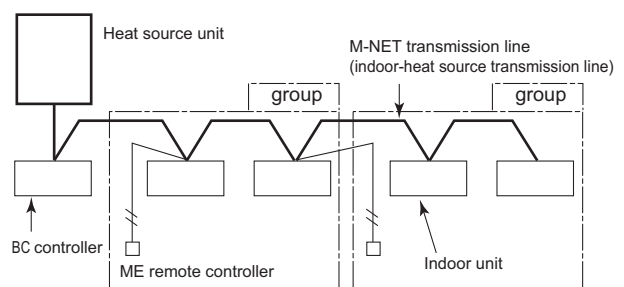 Heat source unit
M-NET transmission line
(indoor-heat source transmission line)
group
group
BC controller
ME remote controller
Indoor unit